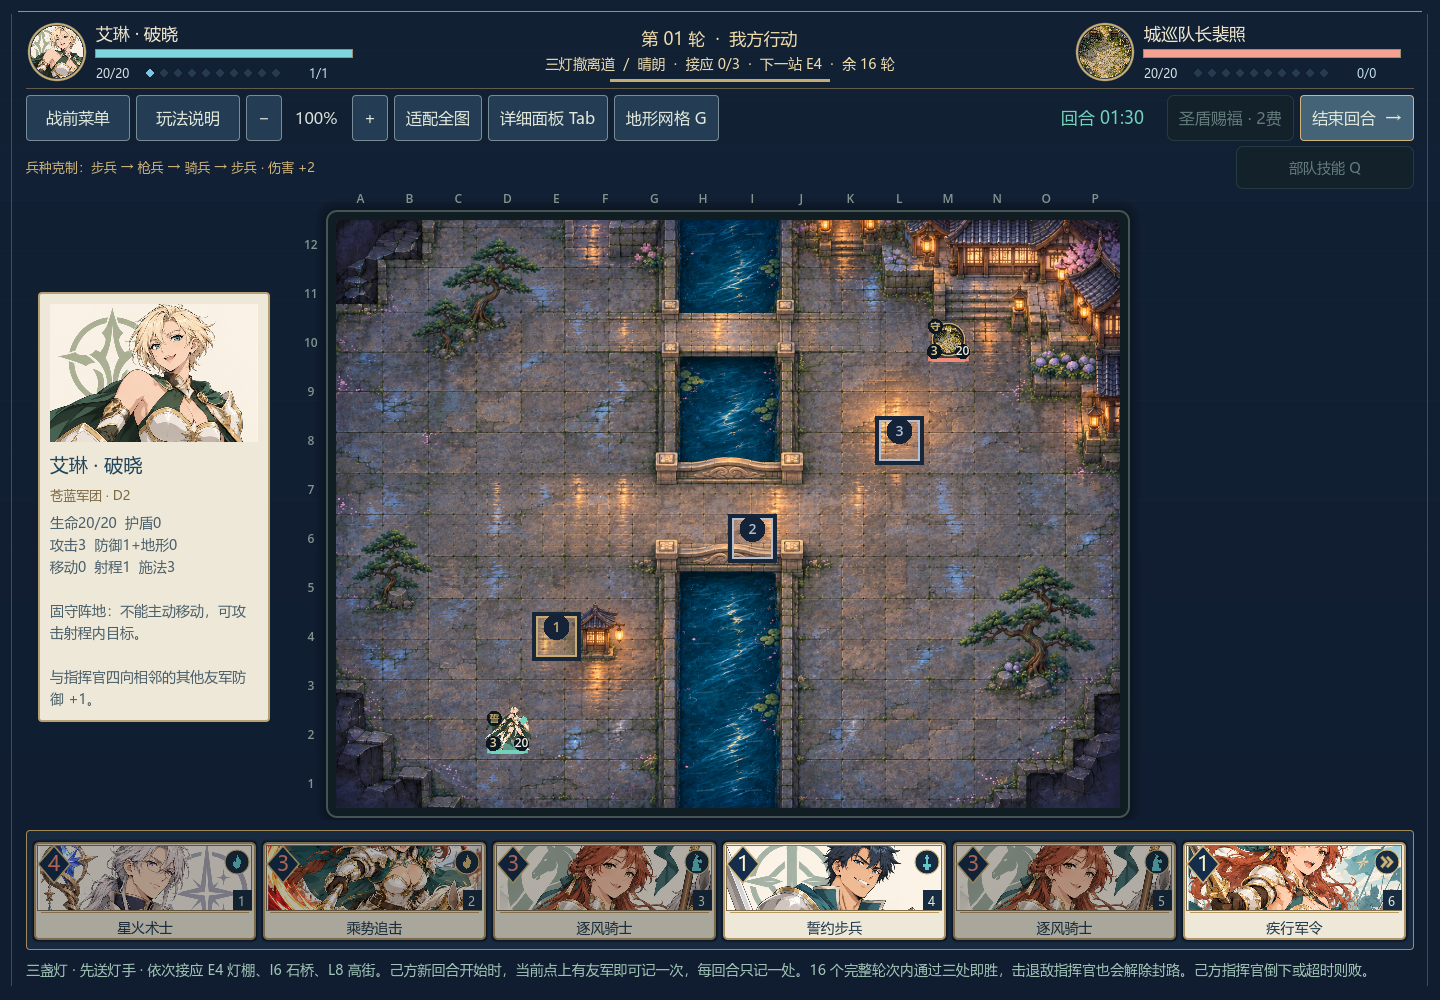 艾琳 · 破晓
20/20
1/1
第 01 轮 · 我方行动
三灯撤离道 / 晴朗 · 接应 0/3 · 下一站 E4 · 余 16 轮
城巡队长裴照
20/20
0/0
战前菜单
玩法说明
−
100%
+
适配全图
详细面板 Tab
地形网格 G
回合 01:30
圣盾赐福 · 2费
结束回合 →
兵种克制：步兵 → 枪兵 → 骑兵 → 步兵 · 伤害 +2
部队技能 Q
A B C D E F G H I J K L M N O P
12
11
10
9
8
7
6
5
4
3
2
1
守
3 20
3
2
1
3 20
艾琳 · 破晓
苍蓝军团 · D2
生命20/20 护盾0
攻击3 防御1+地形0
移动0 射程1 施法3
固守阵地：不能主动移动，可攻
击射程内目标。
与指挥官四向相邻的其他友军防
御 +1。
4
1
星火术士
3
2
乘势追击
3
3
逐风骑士
1
4
誓约步兵
3
5
逐风骑士
1
6
疾行军令
三盏灯 · 先送灯手 · 依次接应 E4 灯棚、I6 石桥、L8 高街。己方新回合开始时，当前点上有友军即可记一次，每回合只记一处。16 个完整轮次内通过三处即胜，击退敌指挥官也会解除封路。己方指挥官倒下或超时则败。